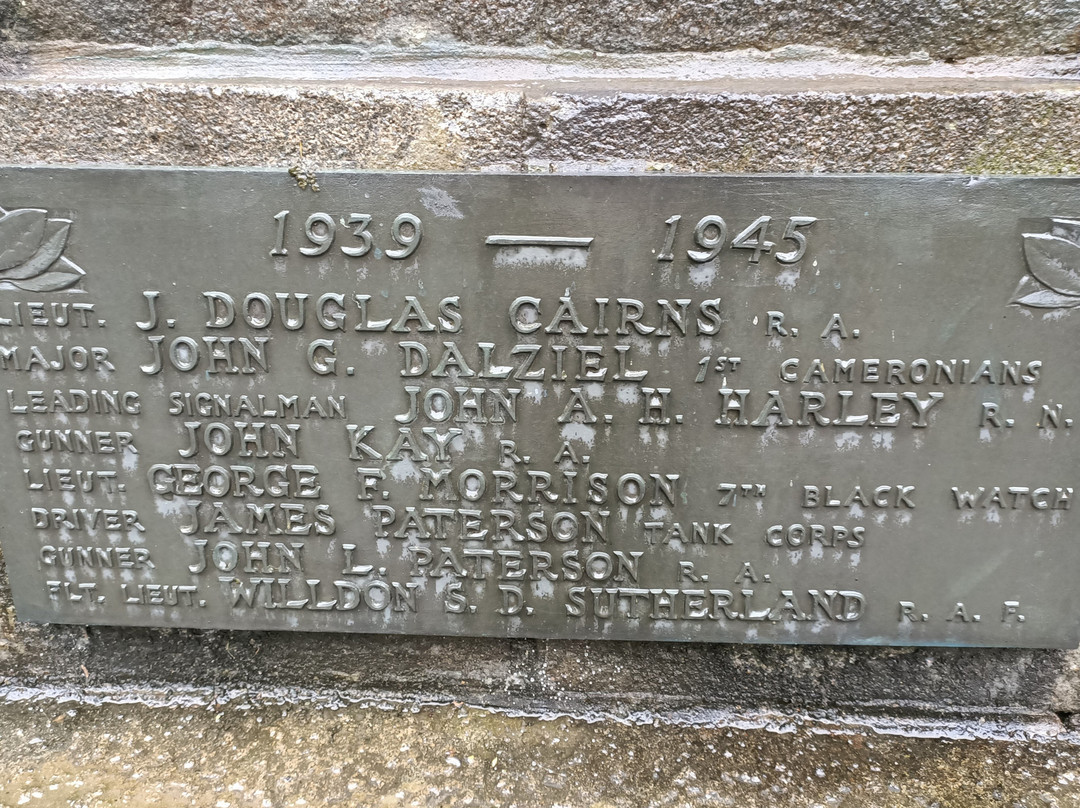 1939 — 1945
LIEUT. J. DOUGLAS CAIRNS R. A.
MAJOR JOHN G. DALZIEL 1ST CAMERONIANS
LEADING SIGNALMAN JOHN A. H. HARLEY R. N.
GUNNER JOHN KAY R. A.
LIEUT. GEORGE F. MORRISON 7TH BLACK WATCH
DRIVER JAMES PATERSON TANK CORPS
GUNNER JOHN L. PATERSON R. A.
FLT. LIEUT. WILLDON S. D. SUTHERLAND R. A. F.